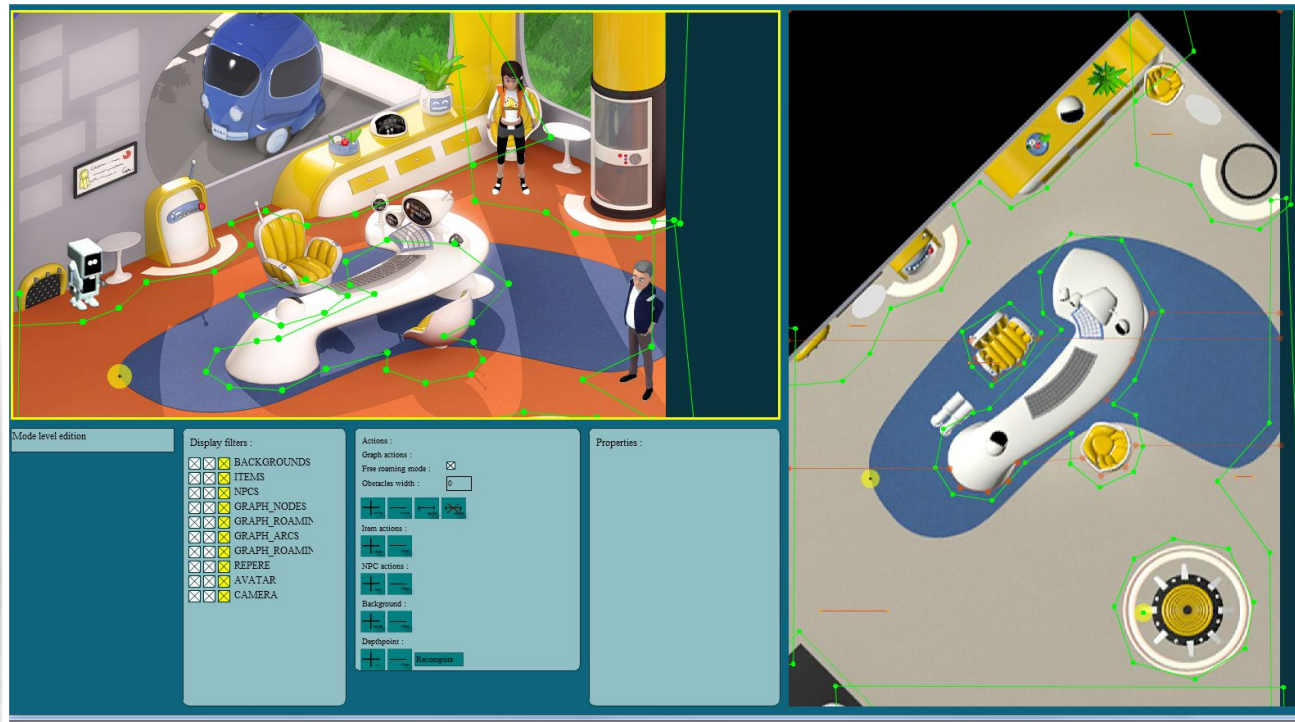 Mode level edition
Display filters :
BACKGROUNDS
ITEMS
NPCS
GRAPH_NODES
GRAPH_ROAMIN
GRAPH_ARCS
GRAPH_ROAMIN
REPERE
AVATAR
CAMERA
Actions :
Graph actions :
Free roaming mode :
Obstacles width : 0
Item actions :
NPC actions :
Background :
Depthpoint :
Recompute
Properties :